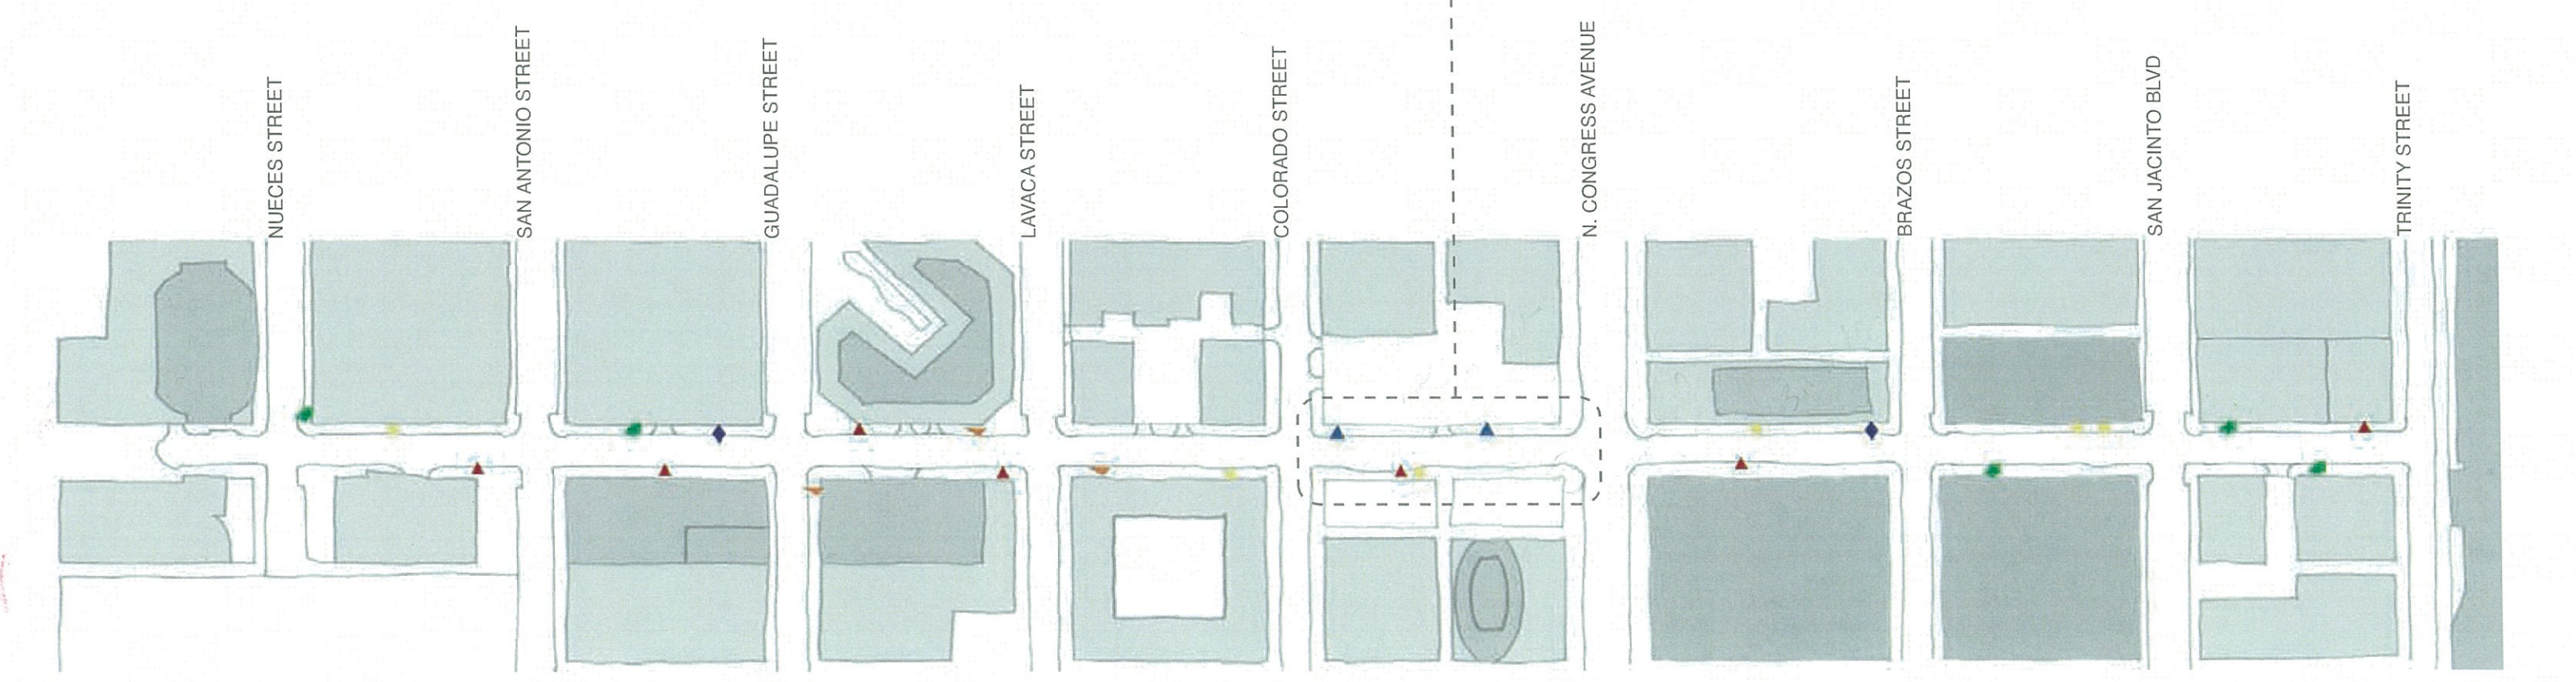 NUECES STREET
SAN ANTONIO STREET
GUADALUPE STREET
LAVACA STREET
COLORADO STREET
N. CONGRESS AVENUE
BRAZOS STREET
SAN JACINTO BLVD
TRINITY STREET